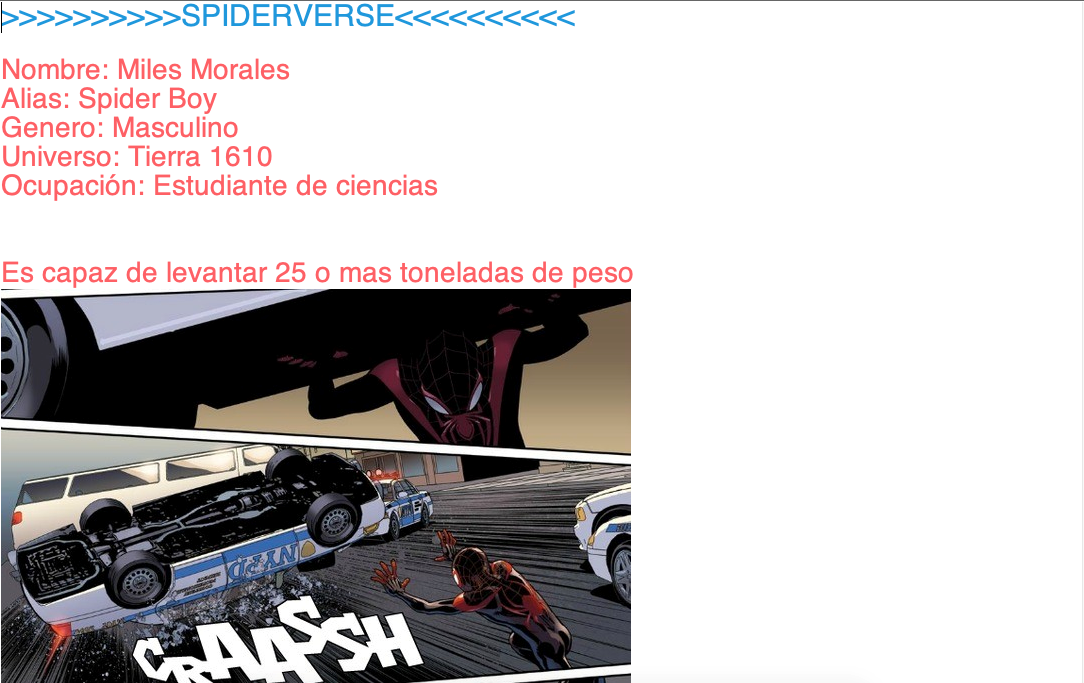 >>>>>>>>>>SPIDERVERSE<<<<<<<<<<
Nombre: Miles Morales
Alias: Spider Boy
Genero: Masculino
Universo: Tierra 1610
Ocupación: Estudiante de ciencias
Es capaz de levantar 25 o mas toneladas de peso
NYPD
CRAASSH